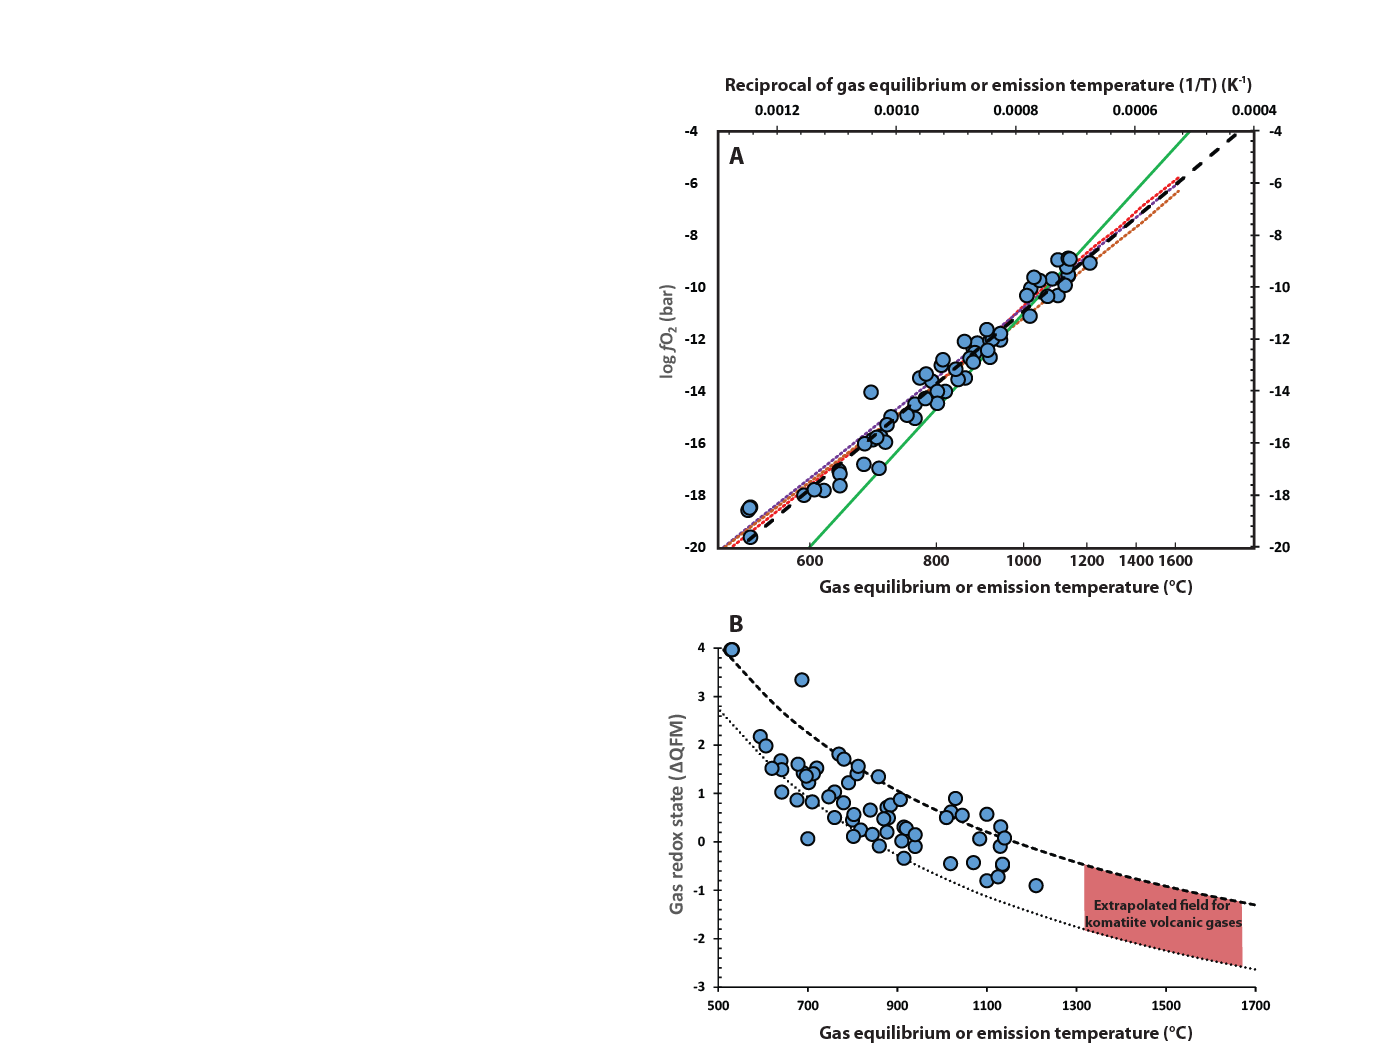 Reciprocal of gas equilibrium or emission temperature (1/T) (K⁻¹)
0.0012 0.0010 0.0008 0.0006 0.0004
A
-4 -4
-6 -6
-8 -8
-10 -10
-12 -12
-14 -14
-16 -16
-18 -18
-20 -20
log fO₂ (bar)
600 800 1000 1200 1400 1600
Gas equilibrium or emission temperature (°C)
B
4
3
2
1
0
-1
-2
-3
Gas redox state (ΔQFM)
Extrapolated field for
komatiite volcanic gases
500 700 900 1100 1300 1500 1700
Gas equilibrium or emission temperature (°C)